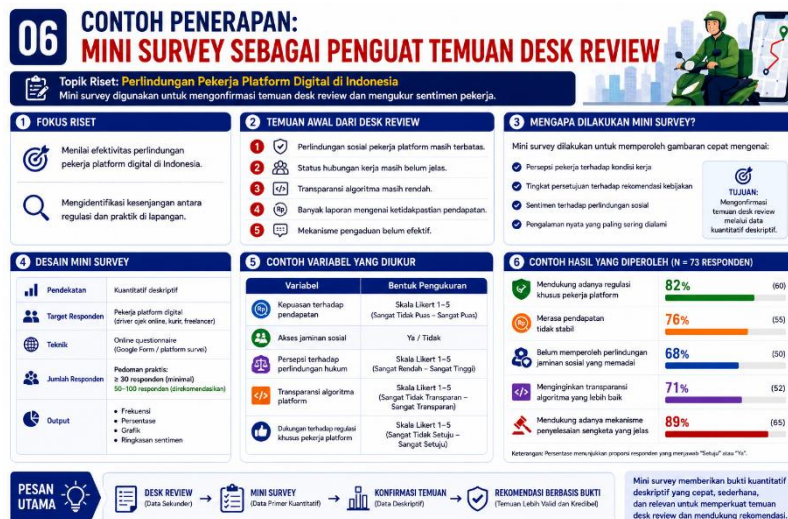 06
CONTOH PENERAPAN:
MINI SURVEY SEBAGAI PENGUAT TEMUAN DESK REVIEW
Topik Riset: Perlindungan Pekerja Platform Digital di Indonesia
Mini survey digunakan untuk mengonfirmasi temuan desk review dan mengukur sentimen pekerja.
1 FOKUS RISET
Menilai efektivitas perlindungan
pekerja platform digital di Indonesia.
Mengidentifikasi kesenjangan antara
regulasi dan praktik di lapangan.
2 TEMUAN AWAL DARI DESK REVIEW
1 Perlindungan sosial pekerja platform masih terbatas.
2 Status hubungan kerja masih belum jelas.
3 </> Transparansi algoritma masih rendah.
4 Rp Banyak laporan mengenai ketidakpastian pendapatan.
5 Mekanisme pengaduan belum efektif.
3 MENGAPA DILAKUKAN MINI SURVEY?
Mini survey dilakukan untuk memperoleh gambaran cepat mengenai:
Persepsi pekerja terhadap kondisi kerja
Tingkat persetujuan terhadap rekomendasi kebijakan
Sentimen terhadap perlindungan sosial
Pengalaman nyata yang paling sering dialami
TUJUAN:
Mengonfirmasi
temuan desk review
melalui data
kuantitatif deskriptif.
4 DESAIN MINI SURVEY
Pendekatan Kuantitatif deskriptif
Target Responden Pekerja platform digital
(driver ojek online, kurir, freelancer)
Teknik Online questionnaire
(Google Form / platform survei)
Jumlah Responden Pedoman praktis:
≥ 30 responden (minimal)
50–100 responden (direkomendasikan)
Output • Frekuensi
• Persentase
• Grafik
• Ringkasan sentimen
5 CONTOH VARIABEL YANG DIUKUR
Variabel Bentuk Pengukuran
Rp Kepuasan terhadap pendapatan Skala Likert 1–5
(Sangat Tidak Puas – Sangat Puas)
Akses jaminan sosial Ya / Tidak
Persepsi terhadap perlindungan hukum Skala Likert 1–5
(Sangat Rendah – Sangat Tinggi)
</> Transparansi algoritma platform Skala Likert 1–5
(Sangat Tidak Transparan –
Sangat Transparan)
Dukungan terhadap regulasi khusus pekerja platform Skala Likert 1–5
(Sangat Tidak Setuju –
Sangat Setuju)
6 CONTOH HASIL YANG DIPEROLEH (N = 73 RESPONDEN)
Mendukung adanya regulasi khusus pekerja platform 82% (60)
Rp Merasa pendapatan tidak stabil 76% (55)
Belum memperoleh perlindungan jaminan sosial yang memadai 68% (50)
</> Menginginkan transparansi algoritma yang lebih baik 71% (52)
Mendukung adanya mekanisme penyelesaian sengketa yang jelas 89% (65)
Keterangan: Persentase menunjukkan proporsi responden yang menjawab "Setuju" atau "Ya".
PESAN
UTAMA
DESK REVIEW
(Data Sekunder)
→ MINI SURVEY
(Data Primer Kuantitatif)
→ KONFIRMASI TEMUAN
(Data Deskriptif)
→ REKOMENDASI BERBASIS BUKTI
(Temuan Lebih Valid dan Kredibel)
Mini survey memberikan bukti kuantitatif
deskriptif yang cepat, sederhana,
dan relevan untuk memperkuat temuan
desk review dan mendukung rekomendasi.